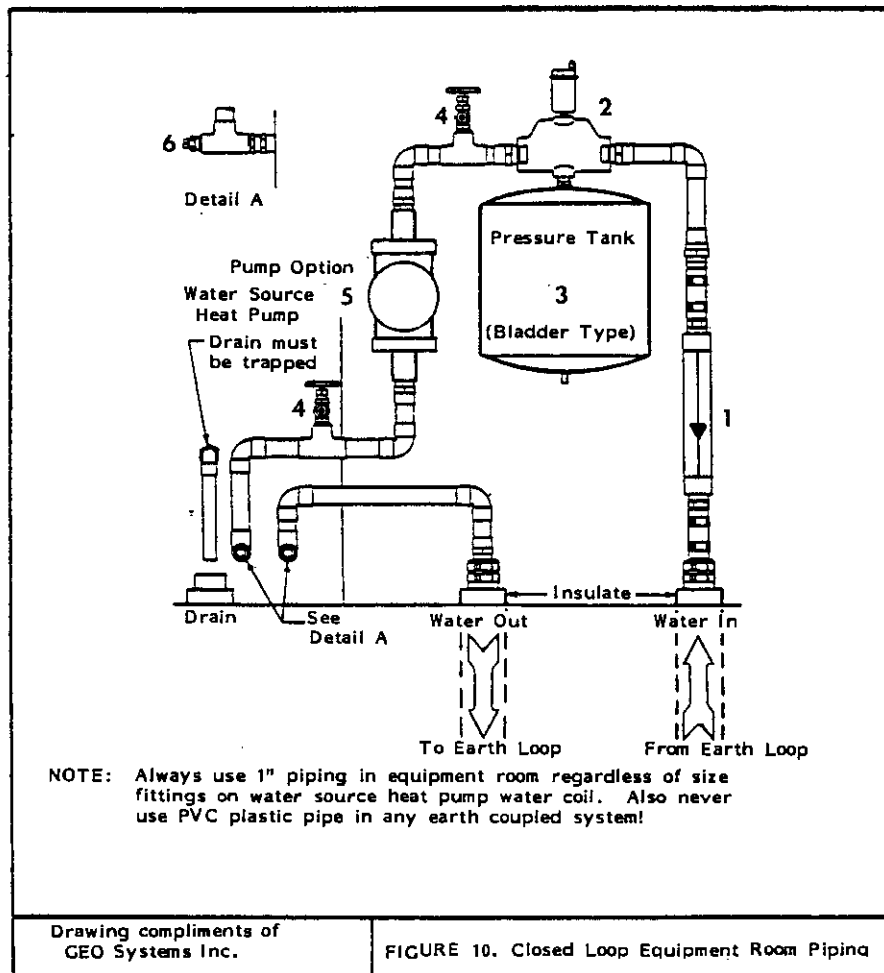 4
2
6
Detail A
Pressure Tank
Pump Option
5
Water Source
Heat Pump
3
(Bladder Type)
Drain must
be trapped
4
1
Insulate
Drain
See
Detail A
Water Out
Water In
To Earth Loop
From Earth Loop
NOTE: Always use 1" piping in equipment room regardless of size
fittings on water source heat pump water coil. Also never
use PVC plastic pipe in any earth coupled system!
Drawing compliments of
GEO Systems Inc.
FIGURE 10. Closed Loop Equipment Room Piping